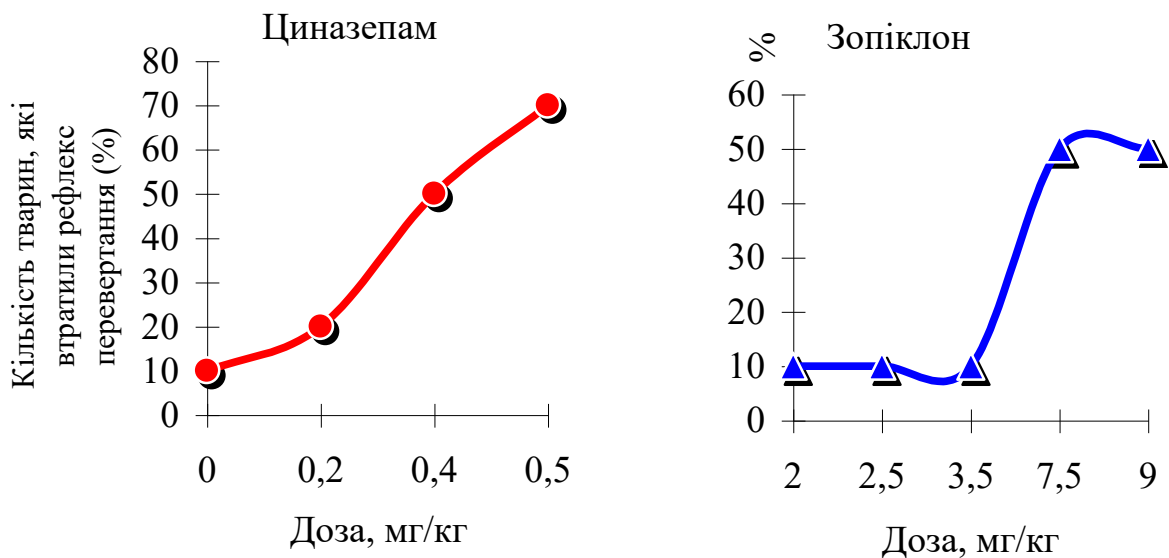 Циназепам
Кількість тварин, які
втратили рефлекс
перевертання (%)
80
70
60
50
40
30
20
10
0
0 0,2 0,4 0,5
Доза, мг/кг
Зопіклон
%
60
50
40
30
20
10
0
2 2,5 3,5 7,5 9
Доза, мг/кг